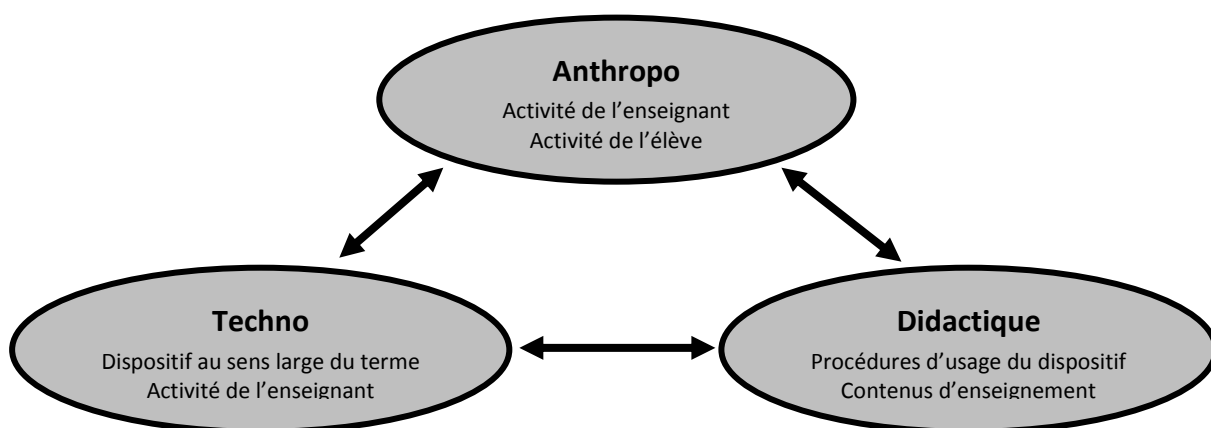 Anthropo
Activité de l’enseignant
Activité de l’élève
Techno
Dispositif au sens large du terme
Activité de l’enseignant
Didactique
Procédures d’usage du dispositif
Contenus d’enseignement